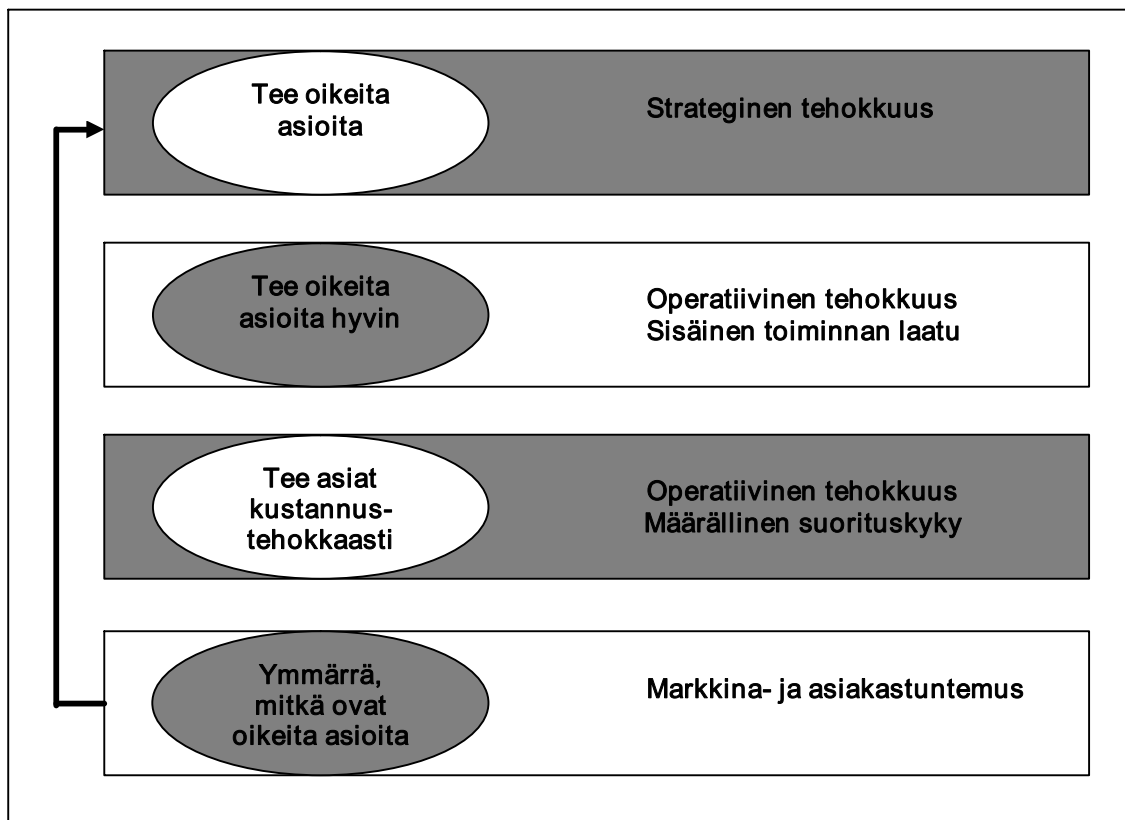 Tee oikeita
asioita
Strateginen tehokkuus
Tee oikeita
asioita hyvin
Operatiivinen tehokkuus
Sisäinen toiminnan laatu
Tee asiat
kustannus-
tehokkaasti
Operatiivinen tehokkuus
Määrällinen suorituskyky
Ymmärrä,
mitkä ovat
oikeita asioita
Markkina- ja asiakastuntemus